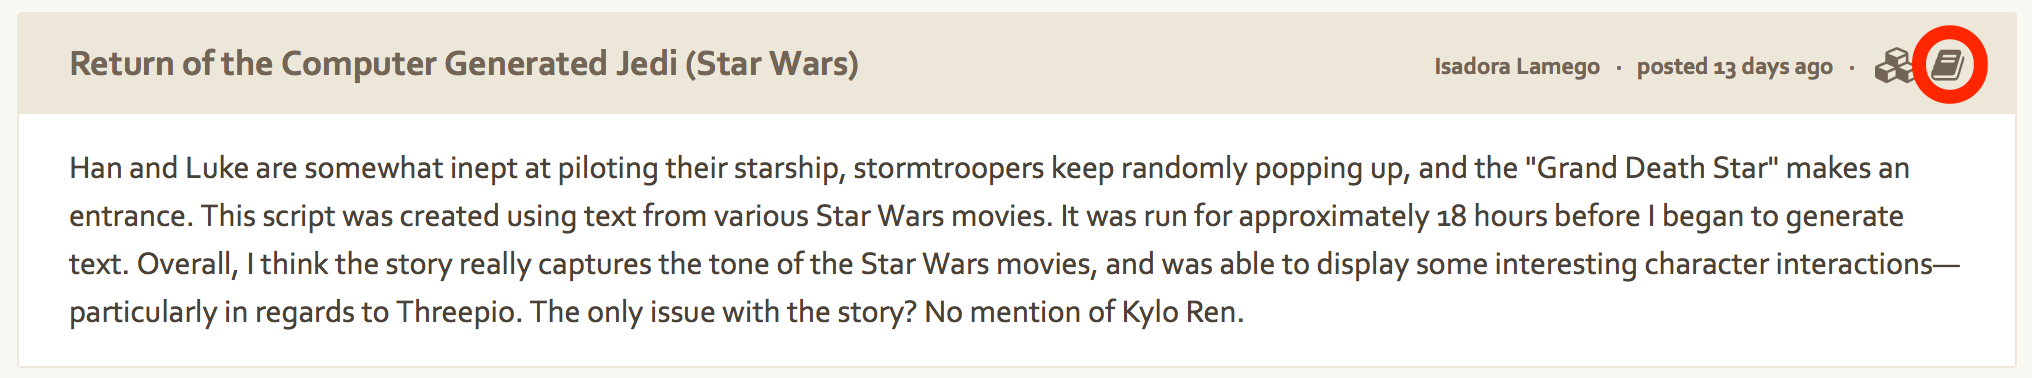 Return of the Computer Generated Jedi (Star Wars)
Isadora Lamego · posted 13 days ago ·
Han and Luke are somewhat inept at piloting their starship, stormtroopers keep randomly popping up, and the "Grand Death Star" makes an
entrance. This script was created using text from various Star Wars movies. It was run for approximately 18 hours before I began to generate
text. Overall, I think the story really captures the tone of the Star Wars movies, and was able to display some interesting character interactions—
particularly in regards to Threepio. The only issue with the story? No mention of Kylo Ren.